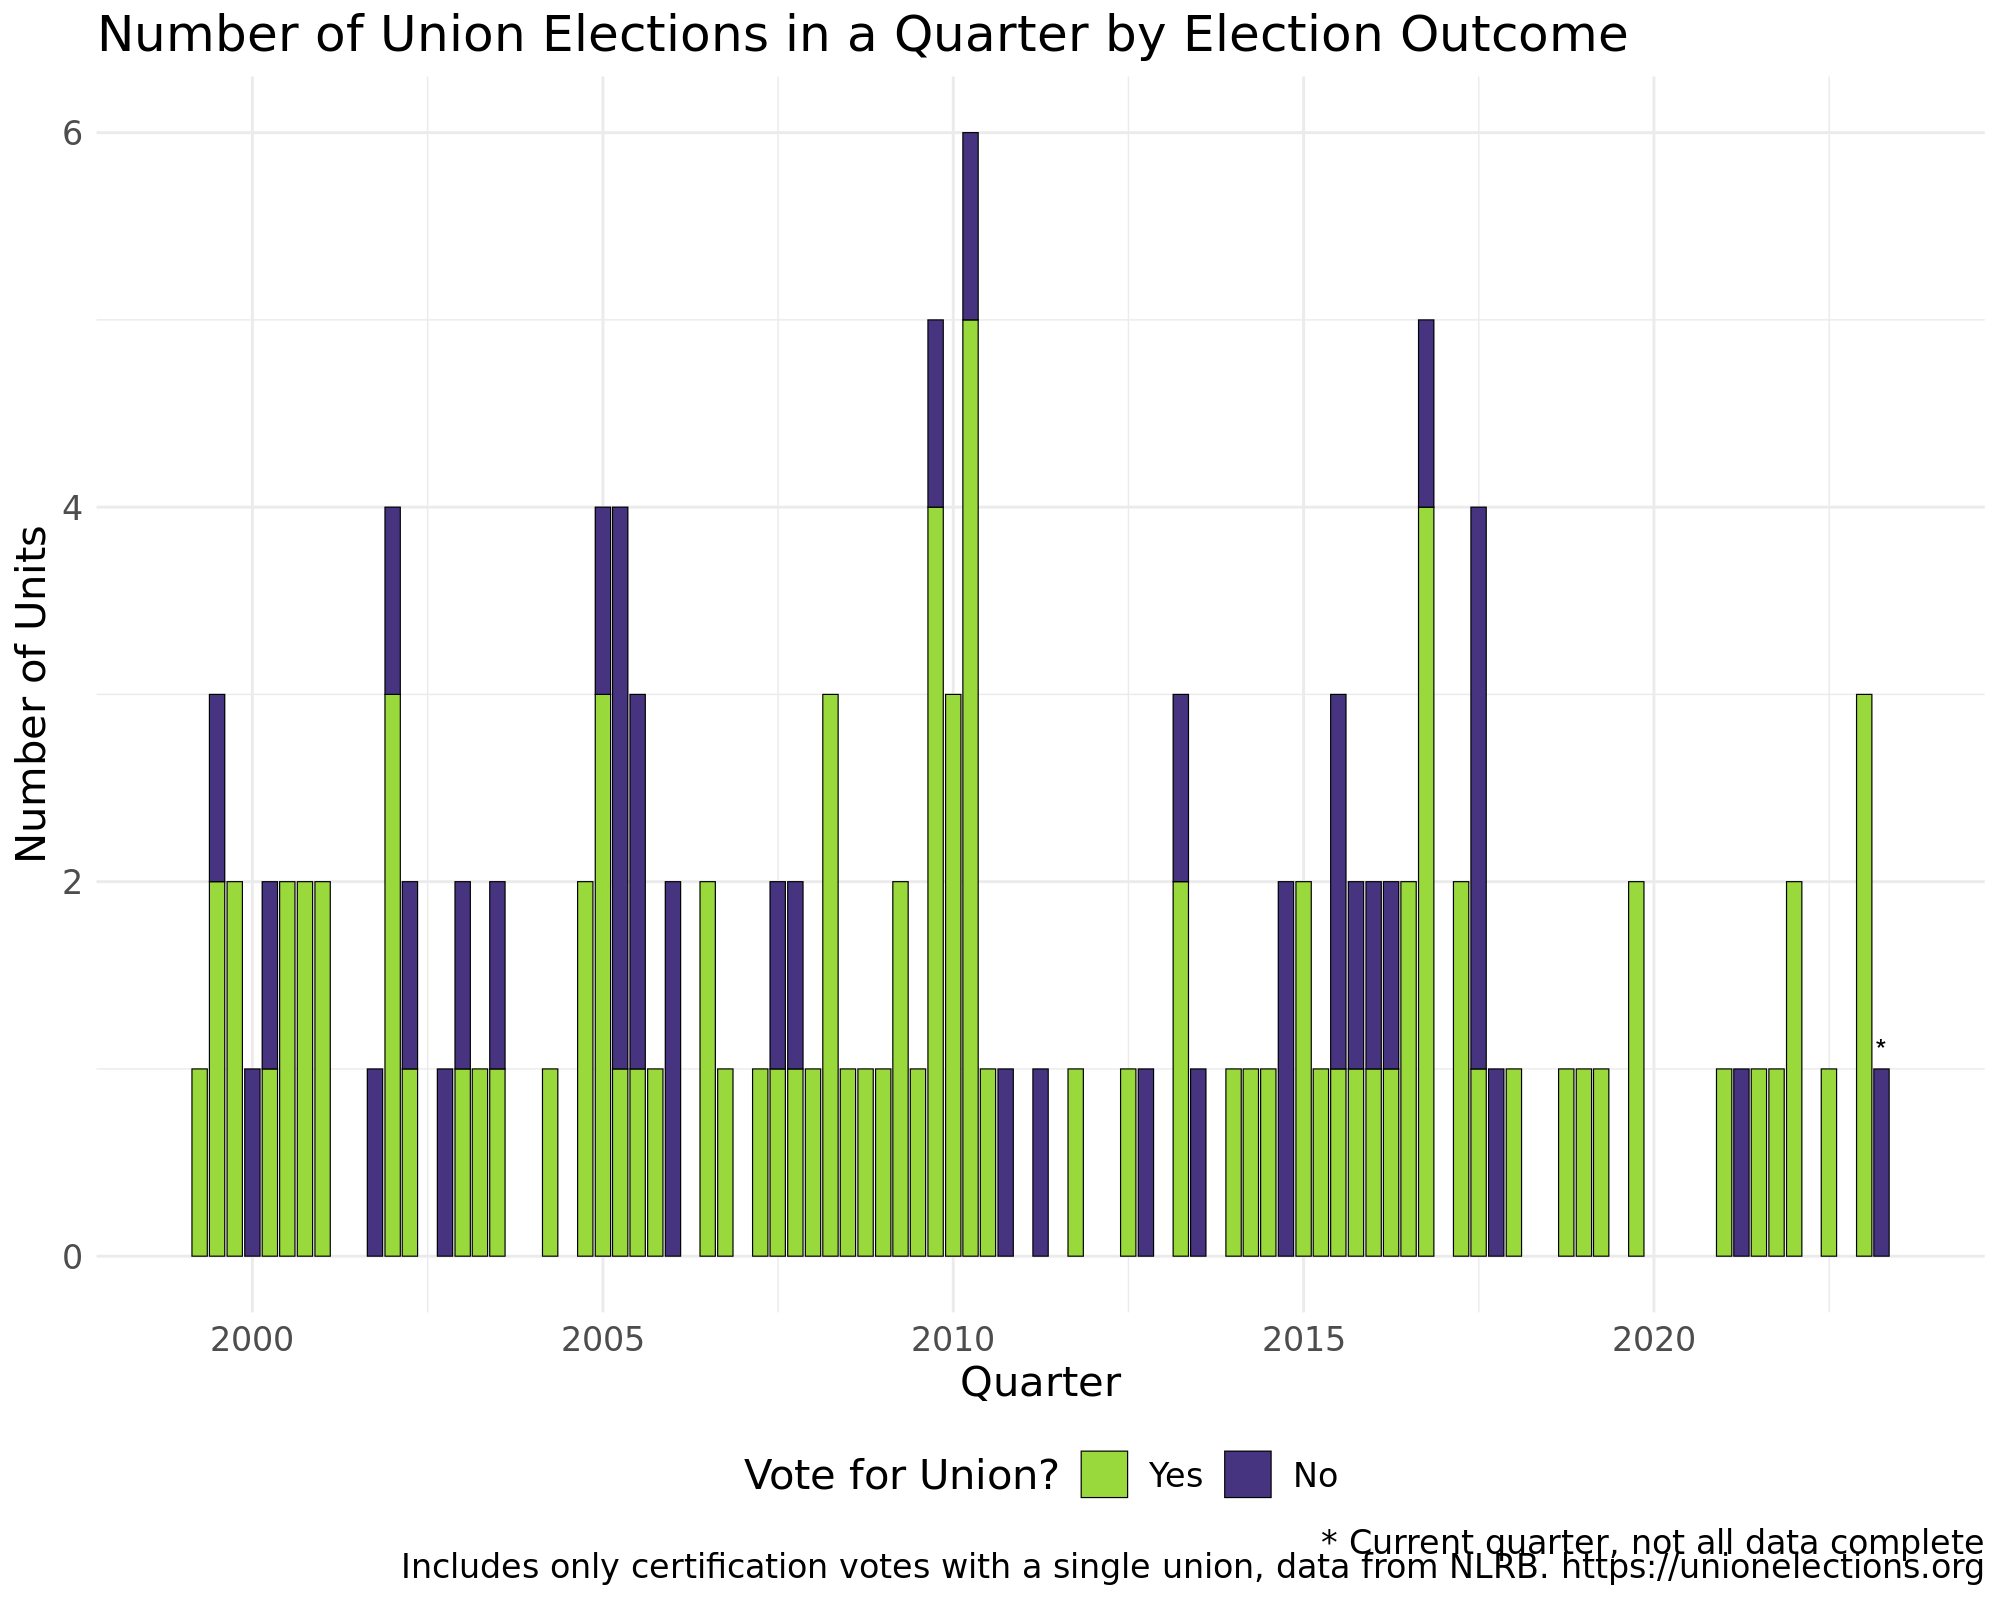 Number of Union Elections in a Quarter by Election Outcome
Number of Units
6
4
2
0
*
2000 2005 2010 2015 2020
Quarter
Vote for Union? Yes No
* Current quarter, not all data complete
Includes only certification votes with a single union, data from NLRB. https://unionelections.org